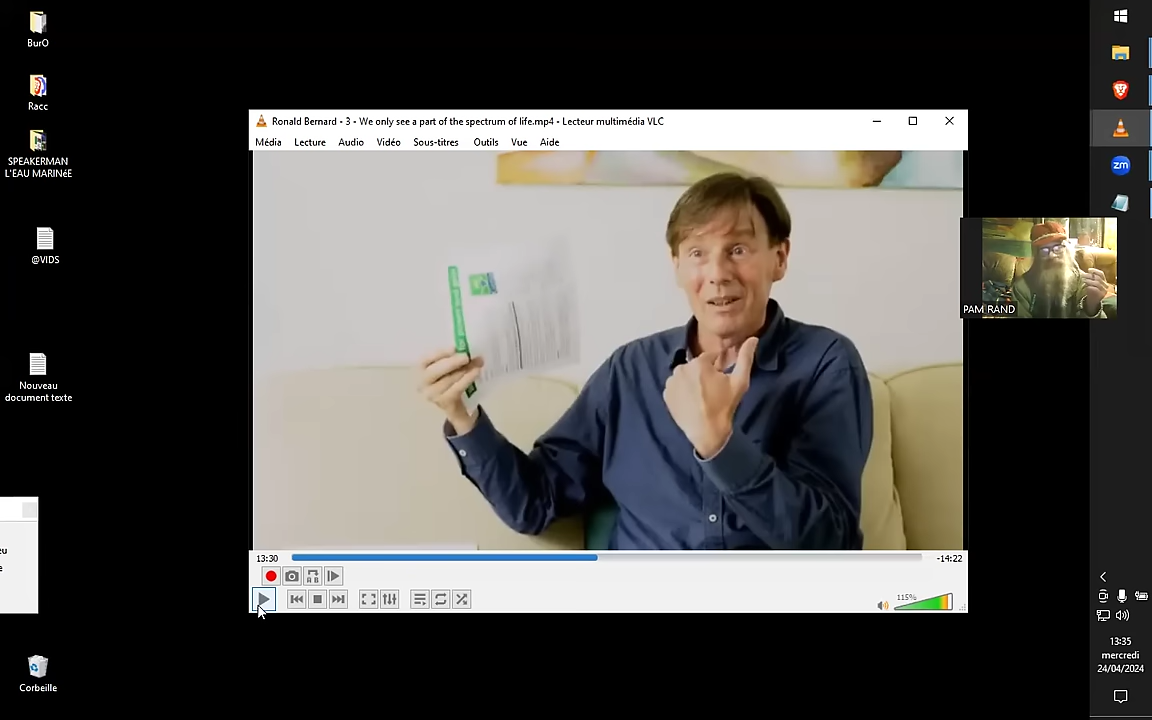 BurO
Racc
SPEAKERMAN
L'EAU MARINéE
@VIDS
Nouveau
document texte
Corbeille
Ronald Bernard - 3 - We only see a part of the spectrum of life.mp4 - Lecteur multimédia VLC
Média Lecture Audio Vidéo Sous-titres Outils Vue Aide
13:30
-14:22
115%
zm
PAM RAND
13:35
mercredi
24/04/2024